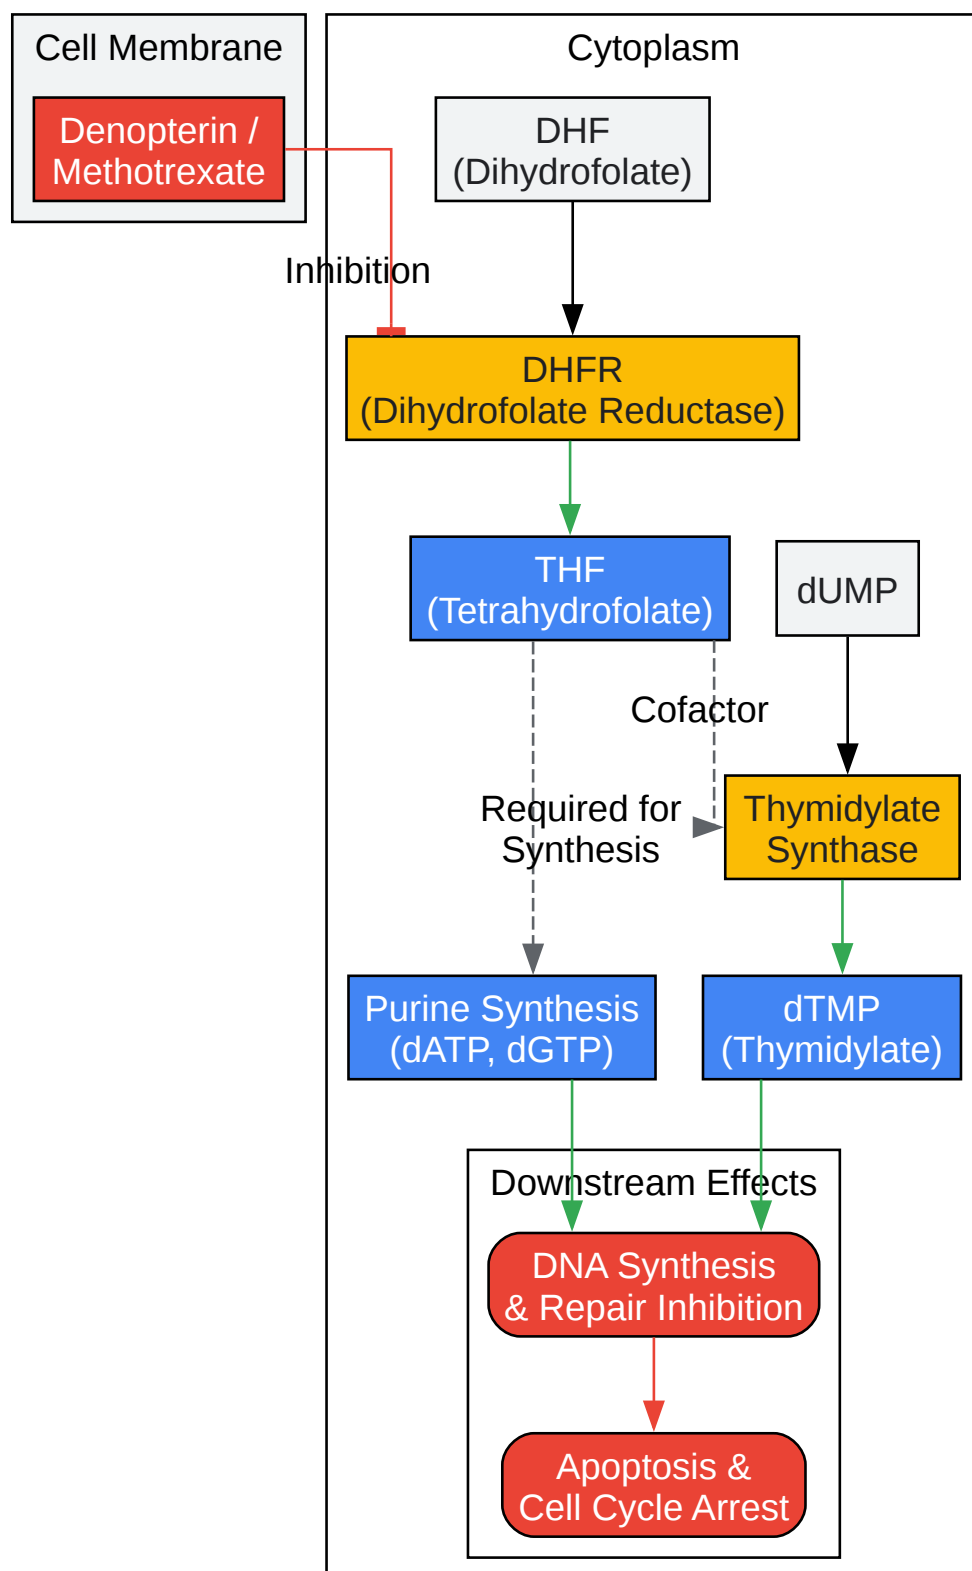 Cell Membrane
Denopterin /
Methotrexate
Cytoplasm
DHF
(Dihydrofolate)
Inhibition
DHFR
(Dihydrofolate Reductase)
THF
(Tetrahydrofolate)
dUMP
Cofactor
Required for
Synthesis
Thymidylate
Synthase
Purine Synthesis
(dATP, dGTP)
dTMP
(Thymidylate)
Downstream Effects
DNA Synthesis
& Repair Inhibition
Apoptosis &
Cell Cycle Arrest